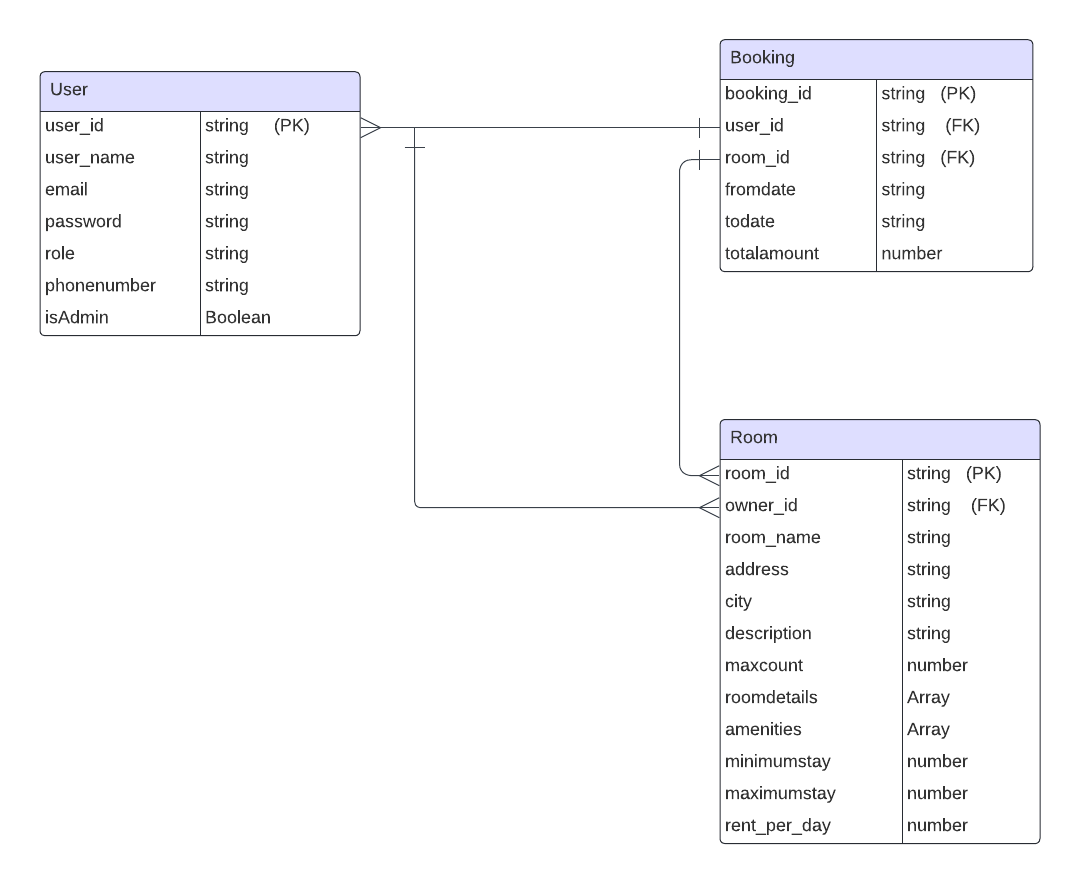 User
user_id string (PK)
user_name string
email string
password string
role string
phonenumber string
isAdmin Boolean
Booking
booking_id string (PK)
user_id string (FK)
room_id string (FK)
fromdate string
todate string
totalamount number
Room
room_id string (PK)
owner_id string (FK)
room_name string
address string
city string
description string
maxcount number
roomdetails Array
amenities Array
minimumstay number
maximumstay number
rent_per_day number